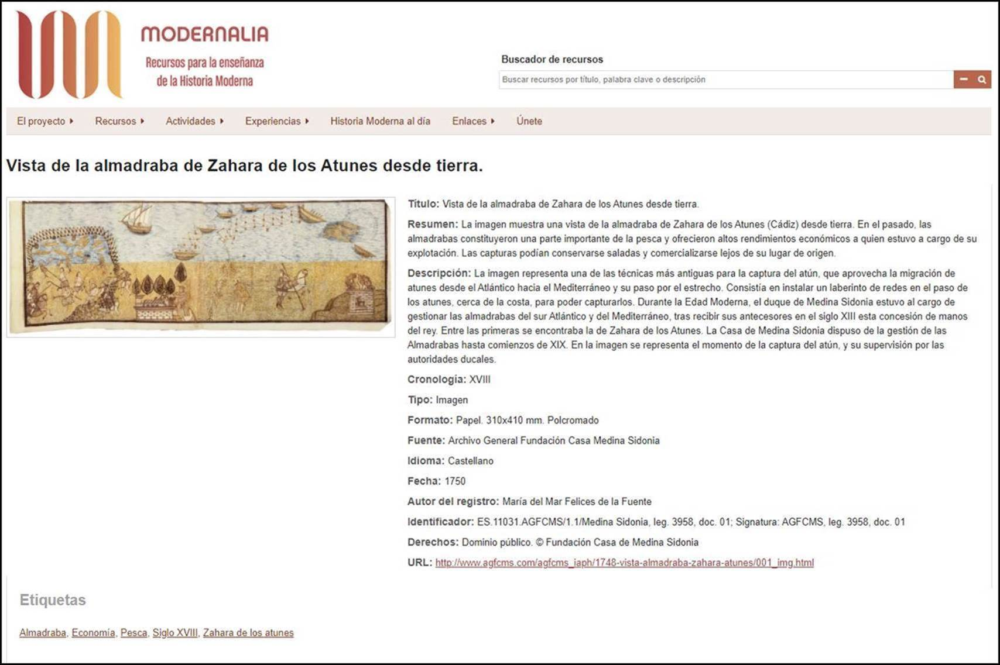 MODERNALIA
Recursos para la enseñanza
de la Historia Moderna
Buscador de recursos
Buscar recursos por título, palabra clave o descripción
El proyecto
Recursos
Actividades
Experiencias
Historia Moderna al día
Enlaces
Únete
Vista de la almadraba de Zahara de los Atunes desde tierra.
Título: Vista de la almadraba de Zahara de los Atunes desde tierra.
Resumen: La imagen muestra una vista de la almadraba de Zahara de los Atunes (Cádiz) desde tierra. En el pasado, las
almadrabas constituyeron una parte importante de la pesca y ofrecieron altos rendimientos económicos a quien estuvo a cargo de su
explotación. Las capturas podían conservarse saladas y comercializarse lejos de su lugar de origen.
Descripción: La imagen representa una de las técnicas más antiguas para la captura del atún, que aprovecha la migración de
atunes desde el Atlántico hacia el Mediterráneo y su paso por el estrecho. Consistía en instalar un laberinto de redes en el paso de
los atunes, cerca de la costa, para poder capturarlos. Durante la Edad Moderna, el duque de Medina Sidonia estuvo al cargo de
gestionar las almadrabas del sur Atlántico y del Mediterráneo, tras recibir sus antecesores en el siglo XIII esta concesión de manos
del rey. Entre las primeras se encontraba la de Zahara de los Atunes. La Casa de Medina Sidonia dispuso de la gestión de las
Almadrabas hasta comienzos de XIX. En la imagen se representa el momento de la captura del atún, y su supervisión por las
autoridades ducales.
Cronología: XVIII
Tipo: Imagen
Formato: Papel. 310x410 mm. Polcromado
Fuente: Archivo General Fundación Casa Medina Sidonia
Idioma: Castellano
Fecha: 1750
Autor del registro: María del Mar Felices de la Fuente
Identificador: ES.11031.AGFCMS/1.1/Medina Sidonia, leg. 3958, doc. 01; Signatura: AGFCMS, leg. 3958, doc. 01
Derechos: Dominio público. © Fundación Casa de Medina Sidonia
URL: http://www.agfcms.com/agfcms_iaph/1748-vista-almadraba-zahara-atunes/001_img.html
Etiquetas
Almadraba, Economía, Pesca, Siglo XVIII, Zahara de los atunes